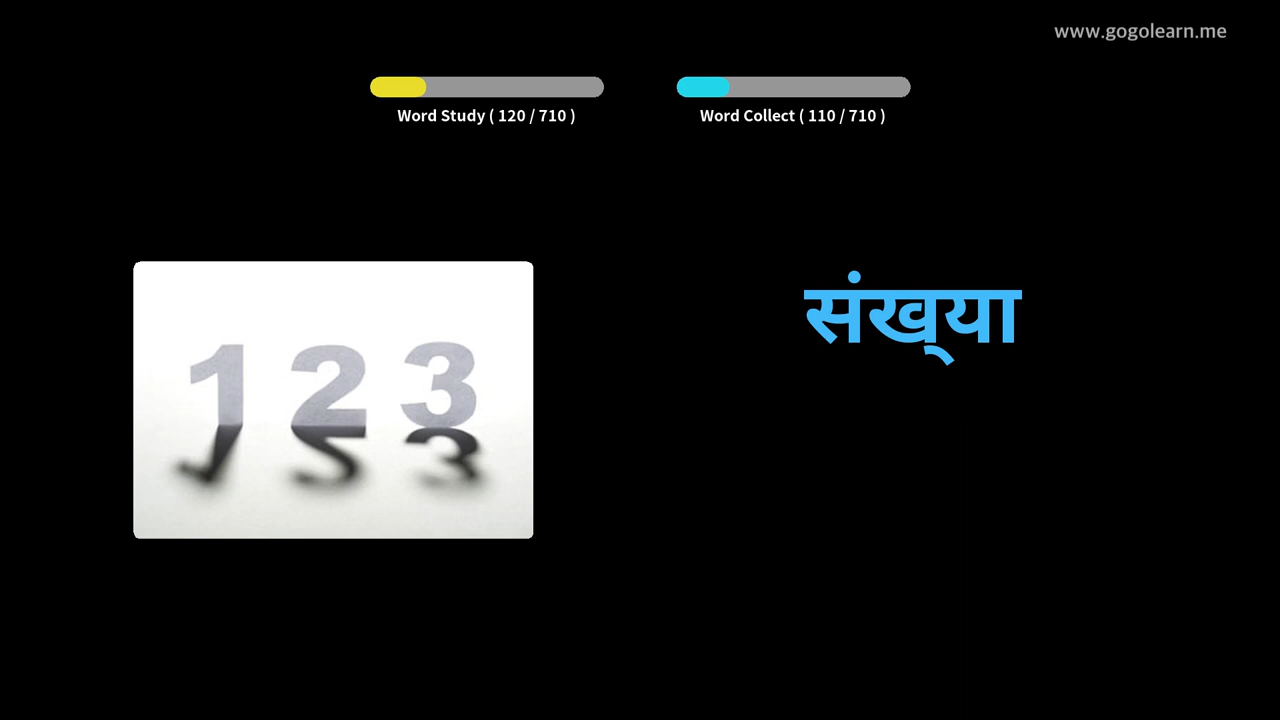 www.gogolearn.me
Word Study ( 120 / 710 )
Word Collect ( 110 / 710 )
1 2 3
संख्‌या